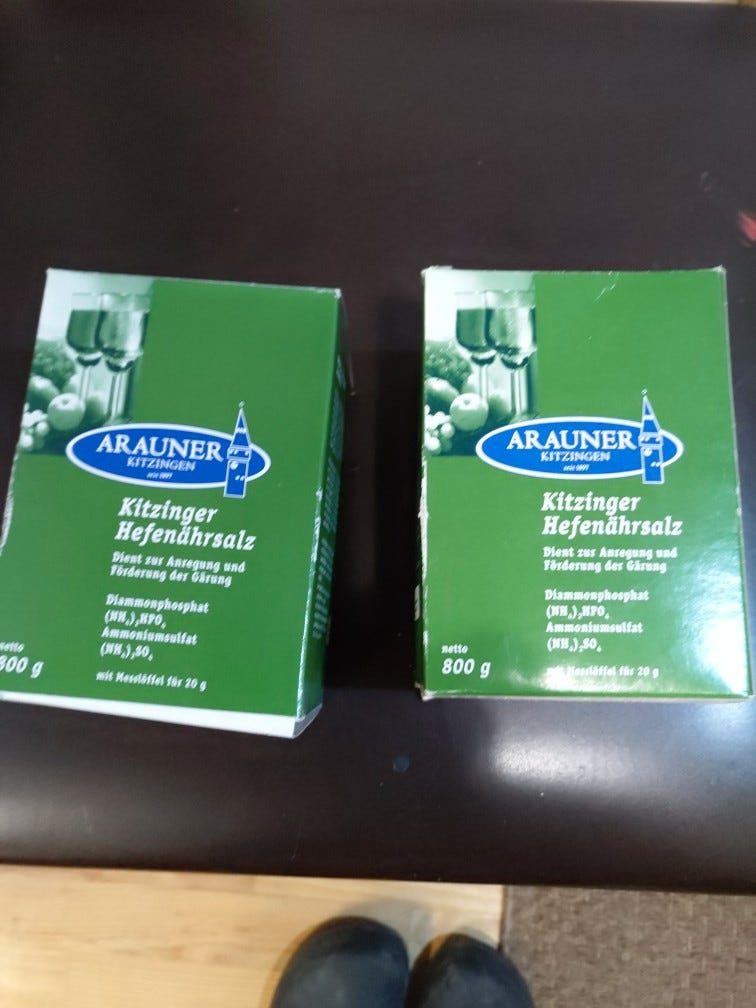 ARAUNER
KITZINGEN
seit 1897
Kitzinger
Hefenährsalz
Dient zur Anregung und
Förderung der Gärung
Diammonphosphat
(NH₄)₂HPO₄
Ammoniumsulfat
(NH₄)₂SO₄
netto
800 g
mit Messlöffel für 20 g
ARAUNER
KITZINGEN
seit 1897
Kitzinger
Hefenährsalz
Dient zur Anregung und
Förderung der Gärung
Diammonphosphat
(NH₄)₂HPO₄
Ammoniumsulfat
(NH₄)₂SO₄
netto
800 g
mit Messlöffel für 20 g